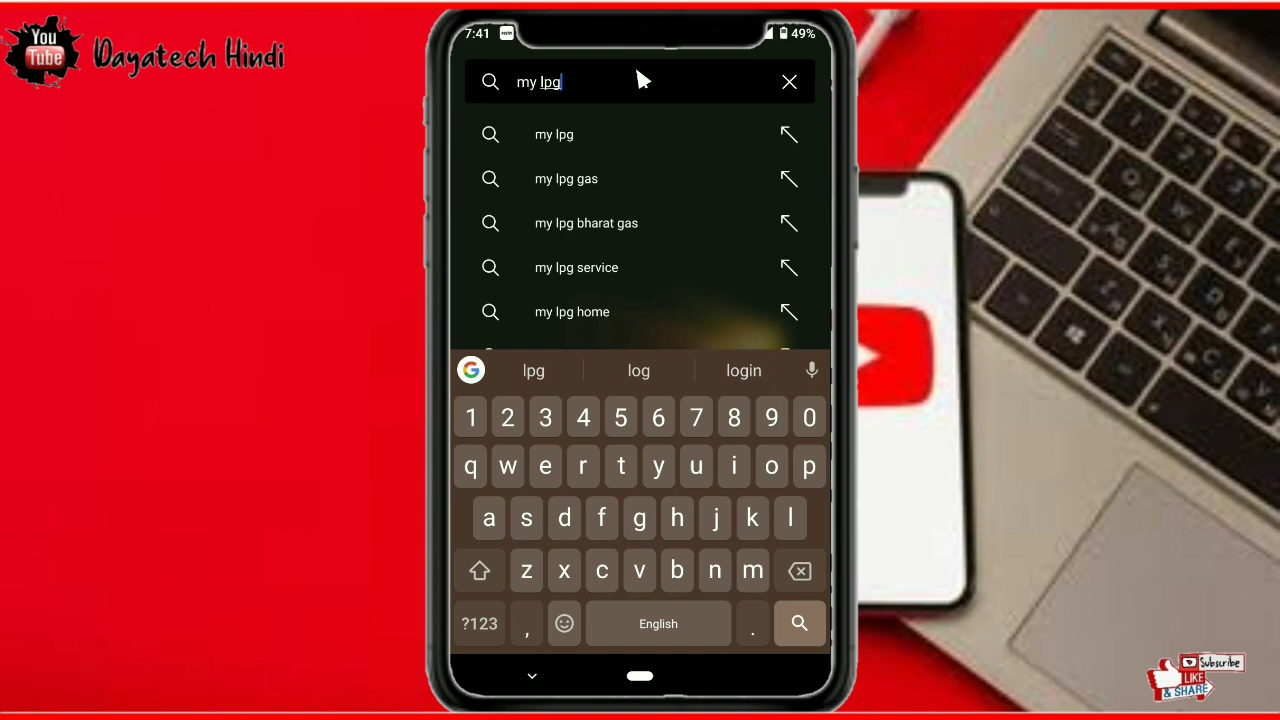 You
Tube
Dayatech Hindi
7:41
49%
my lpg
my lpg
my lpg gas
my lpg bharat gas
my lpg service
my lpg home
G
lpg
log
login
1 2 3 4 5 6 7 8 9 0
q w e r t y u i o p
a s d f g h j k l
z x c v b n m
?123 , English .
Subscribe
LIKE
& SHARE